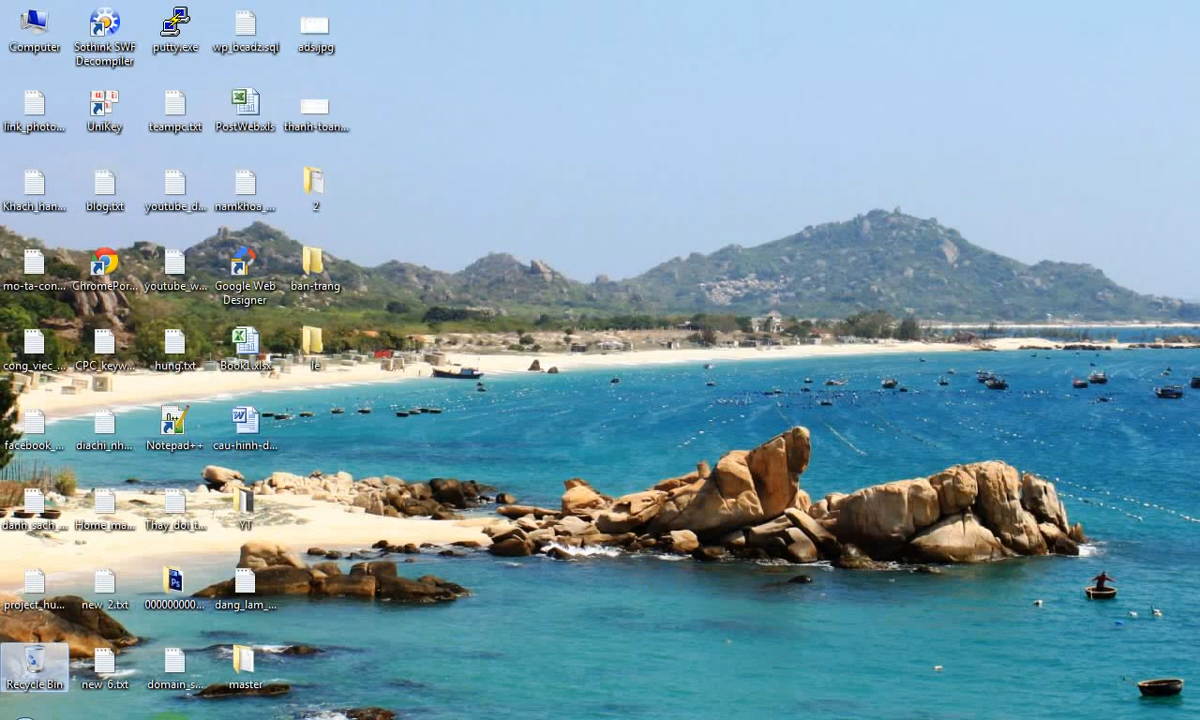 Computer
Sothink SWF
Decompiler
putty.exe
wp_bcadz.sql
ads.jpg
link_photo...
UniKey
teampc.txt
PostWeb.xls
thanh-toan...
Khach_han...
blog.txt
youtube_d...
namkhoa_...
2
mo-ta-con...
ChromePor...
youtube_w...
Google Web
Designer
ban-trang
cong_viec_...
CPC_keyw...
hung.txt
Book1.xlsx
le
facebook_...
diachi_nh...
Notepad++
cau-hinh-d...
danh_sach_...
Home_ma...
Thay doi t...
YT
project_hu...
new_2.txt
000000000...
dang_lam_...
Recycle Bin
new_6.txt
domain_s...
master